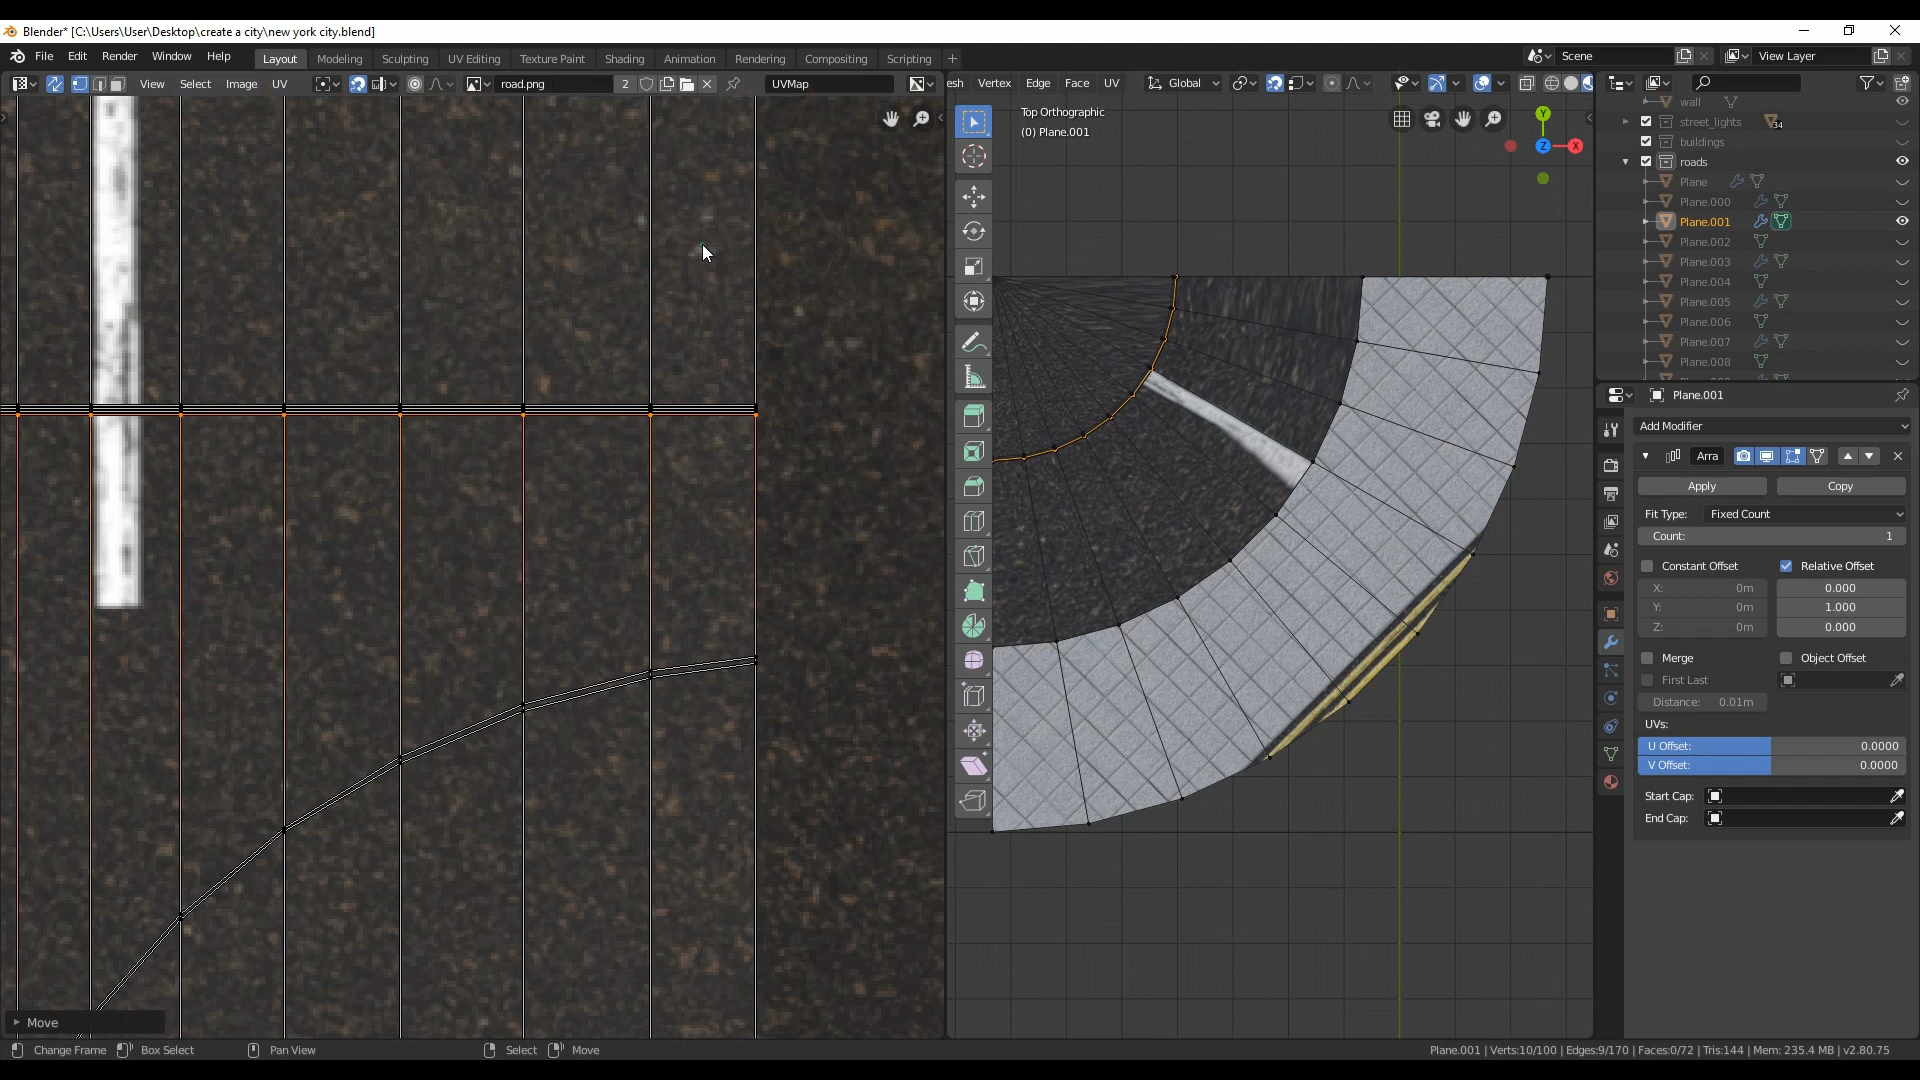 Blender* [C:\Users\User\Desktop\create a city\new york city.blend]
File Edit Render Window Help Layout Modeling Sculpting UV Editing Texture Paint Shading Animation Rendering Compositing Scripting + Scene View Layer
View Select Image UV road.png 2 UVMap esh Vertex Edge Face UV Global
Top Orthographic
(0) Plane.001
Y
Z
X
wall
street_lights 34
buildings
roads
Plane
Plane.000
Plane.001
Plane.002
Plane.003
Plane.004
Plane.005
Plane.006
Plane.007
Plane.008
Plane.001
Add Modifier
Arra
Apply Copy
Fit Type: Fixed Count
Count: 1
Constant Offset Relative Offset
X: 0m 0.000
Y: 0m 1.000
Z: 0m 0.000
Merge Object Offset
First Last
Distance: 0.01m
UVs:
U Offset: 0.0000
V Offset: 0.0000
Start Cap:
End Cap:
Move
Change Frame Box Select Pan View Select Move Plane.001 | Verts:10/100 | Edges:9/170 | Faces:0/72 | Tris:144 | Mem: 235.4 MB | v2.80.75